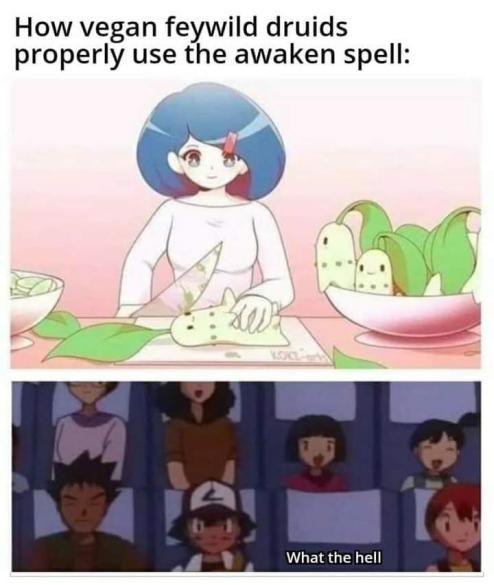 How vegan feywild druids
properly use the awaken spell:
What the hell